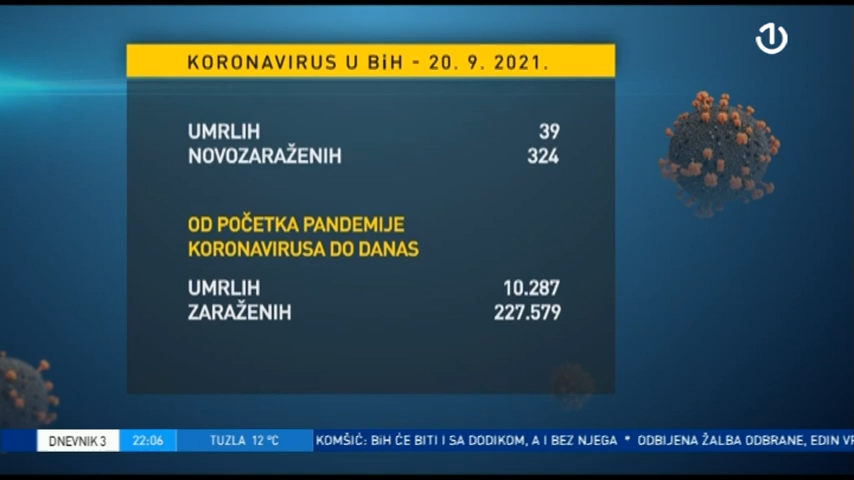 KORONAVIRUS U BiH - 20. 9. 2021.
UMRLIH 39
NOVOZARAŽENIH 324
OD POČETKA PANDEMIJE
KORONAVIRUSA DO DANAS
UMRLIH 10.287
ZARAŽENIH 227.579
DNEVNIK 3 22:06 TUZLA 12 °C KOMŠIĆ: BiH ĆE BITI I SA DODIKOM, A I BEZ NJEGA * ODBIJENA ŽALBA ODBRANE, EDIN